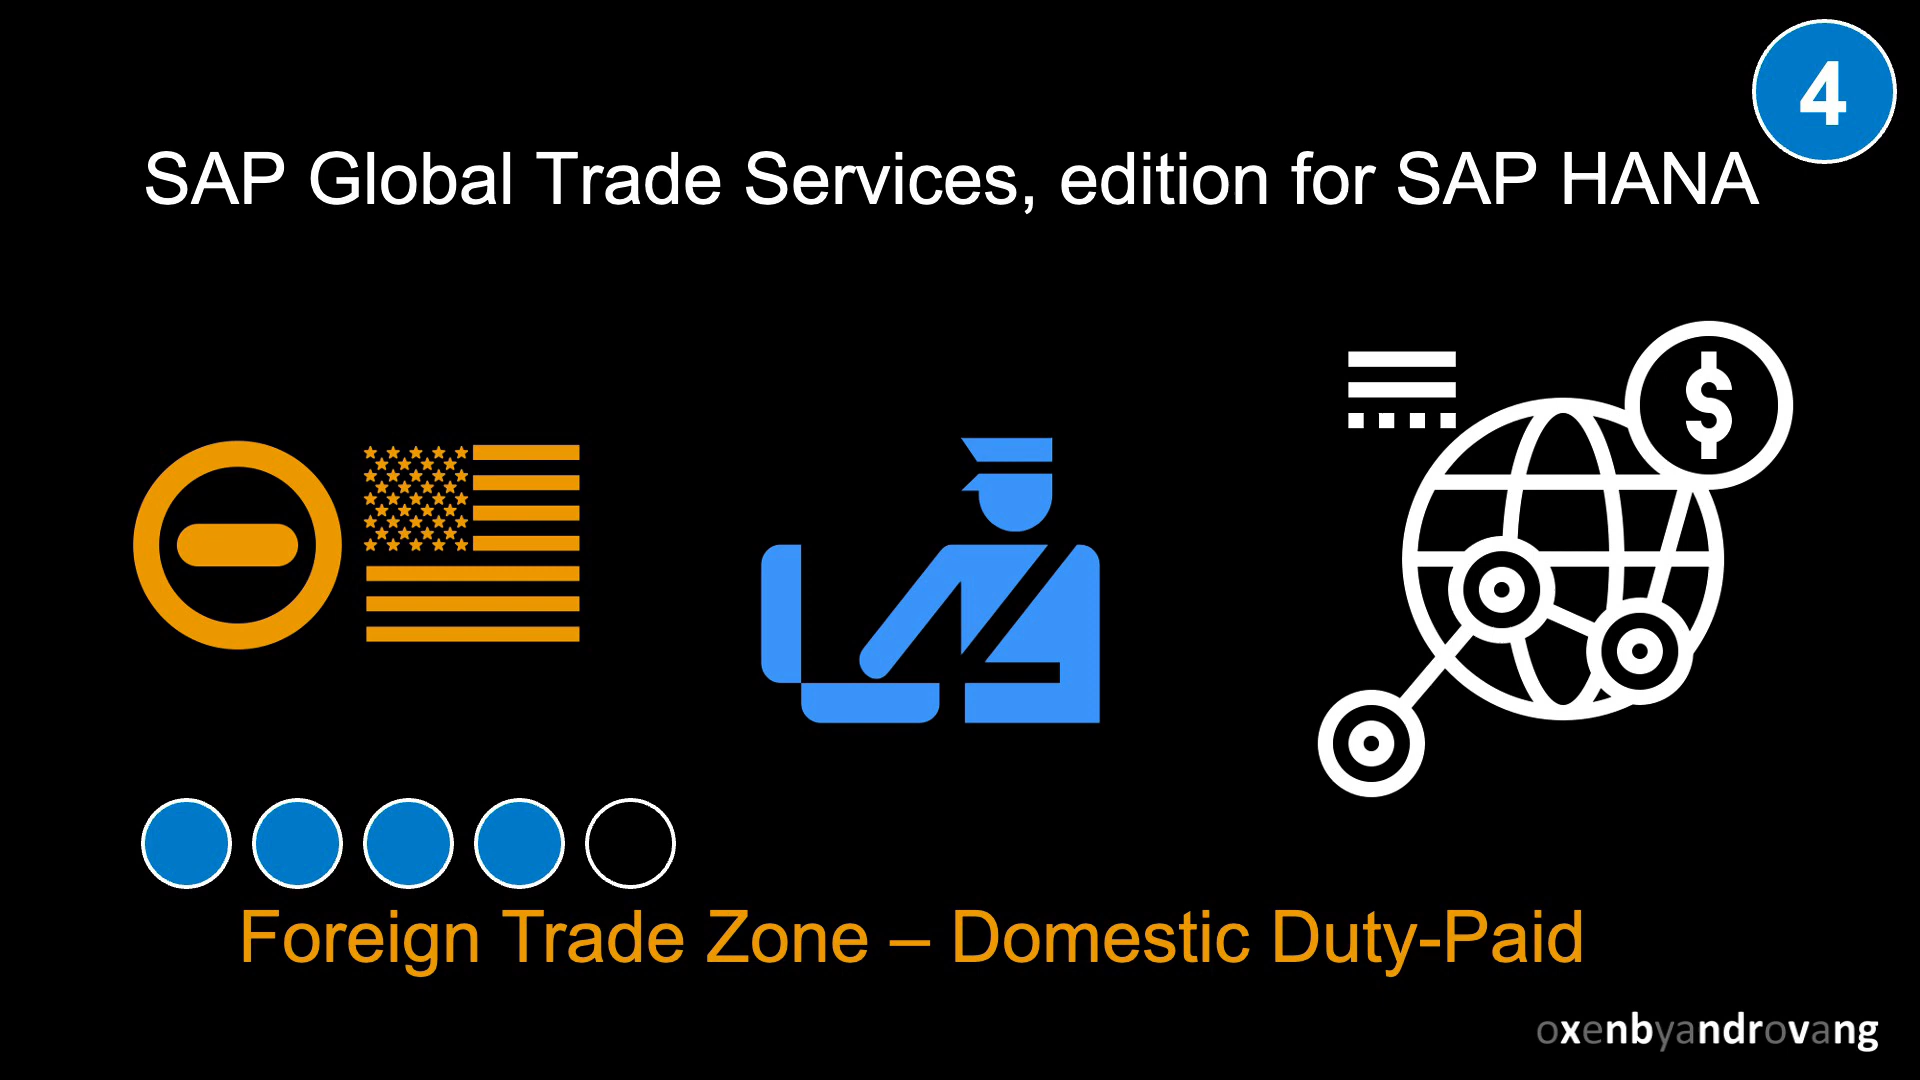 4
SAP Global Trade Services, edition for SAP HANA
$
Foreign Trade Zone – Domestic Duty-Paid
oxenbyandrovang